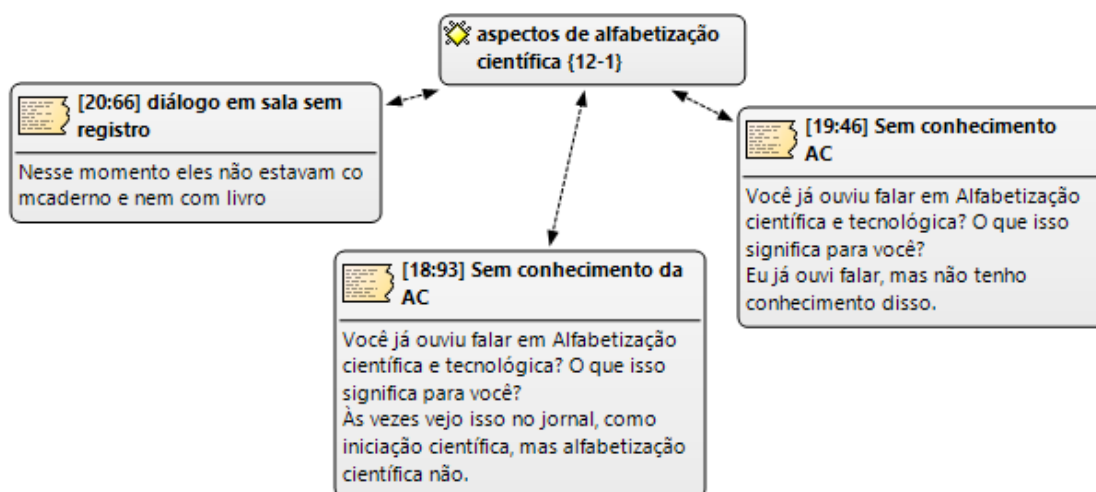 aspectos de alfabetização
científica {12-1}
[20:66] diálogo em sala sem
registro
Nesse momento eles não estavam co
mcaderno e nem com livro
[19:46] Sem conhecimento
AC
Você já ouviu falar em Alfabetização
científica e tecnológica? O que isso
significa para você?
Eu já ouvi falar, mas não tenho
conhecimento disso.
[18:93] Sem conhecimento da
AC
Você já ouviu falar em Alfabetização
científica e tecnológica? O que isso
significa para você?
Às vezes vejo isso no jornal, como
iniciação científica, mas alfabetização
científica não.